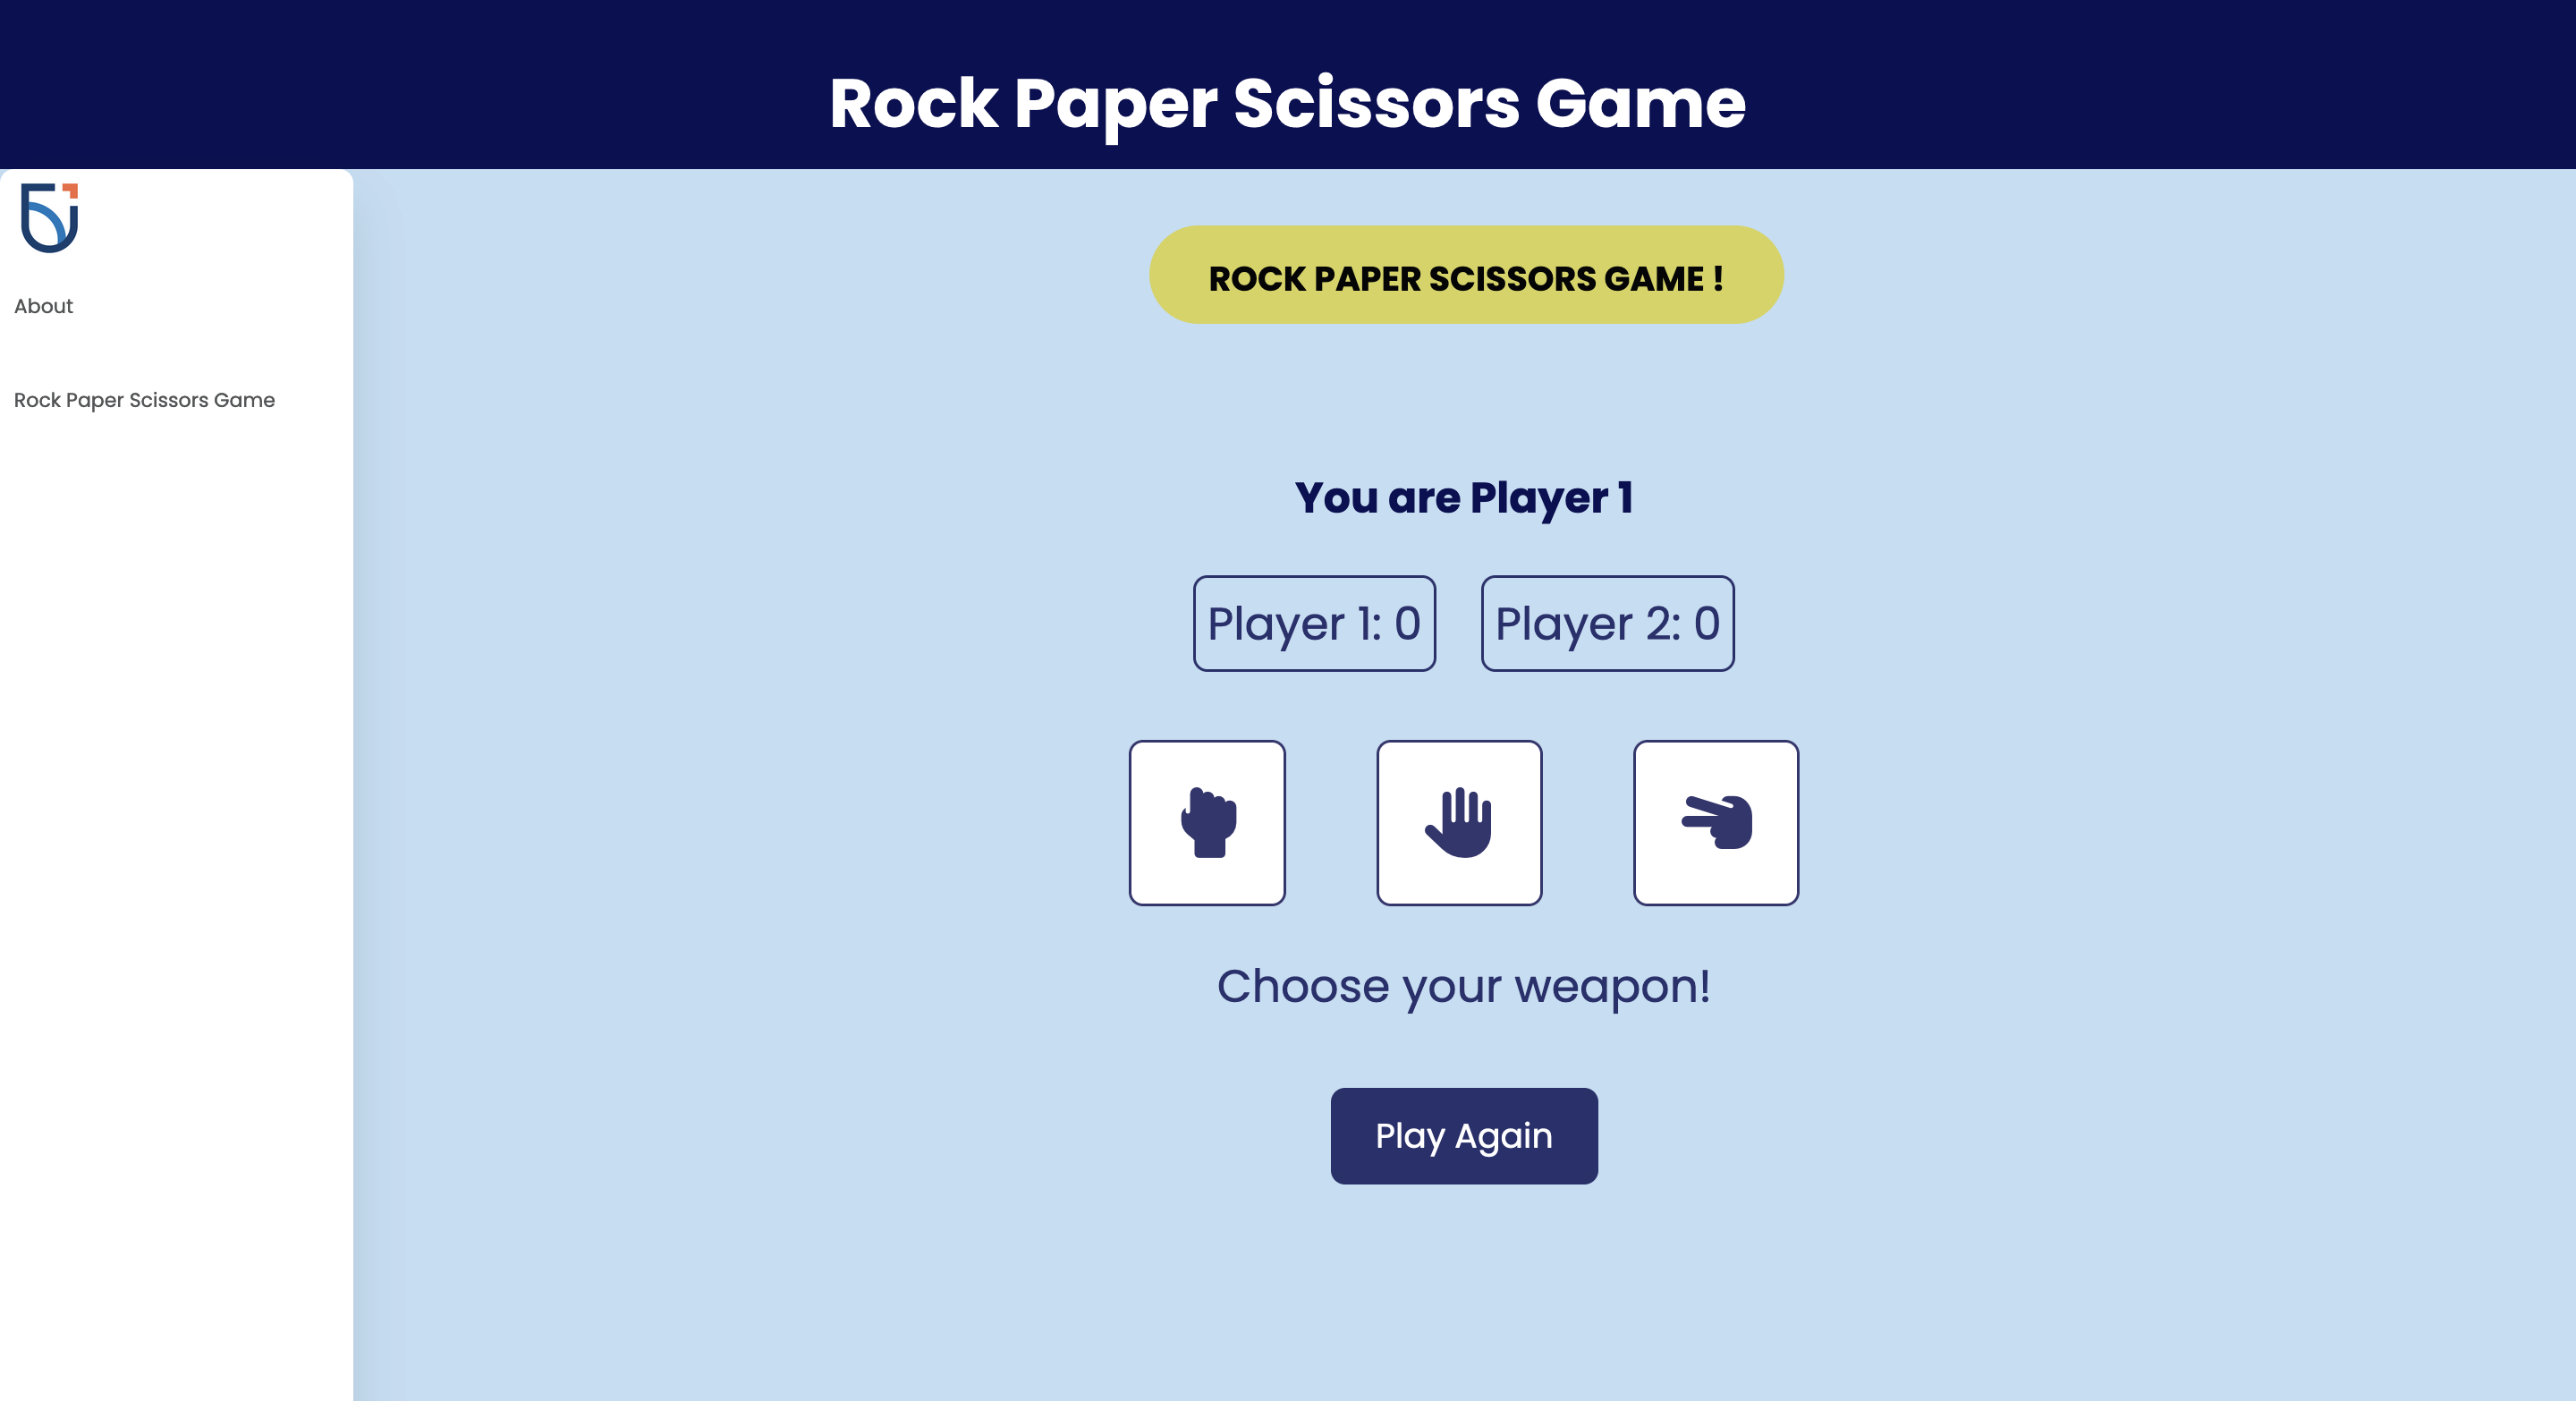 Rock Paper Scissors Game
About
Rock Paper Scissors Game
ROCK PAPER SCISSORS GAME !
You are Player 1
Player 1: 0
Player 2: 0
Choose your weapon!
Play Again